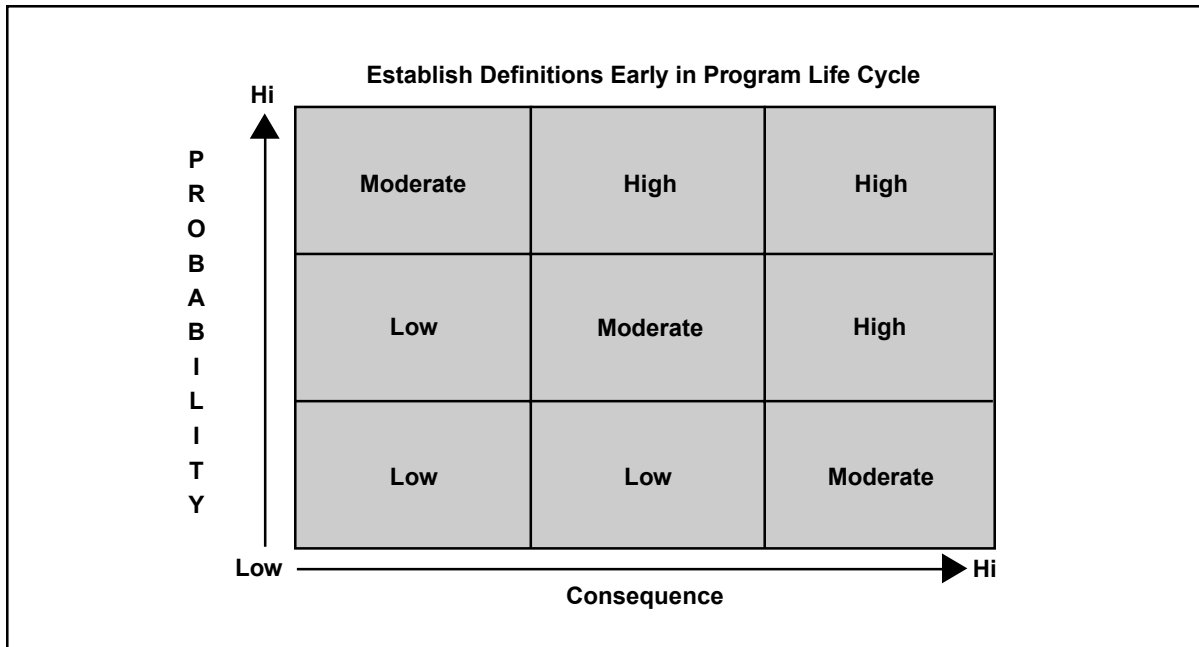 Establish Definitions Early in Program Life Cycle
Hi
P
R
O
B
A
B
I
L
I
T
Y
Moderate High High
Low Moderate High
Low Low Moderate
Low
Hi
Consequence